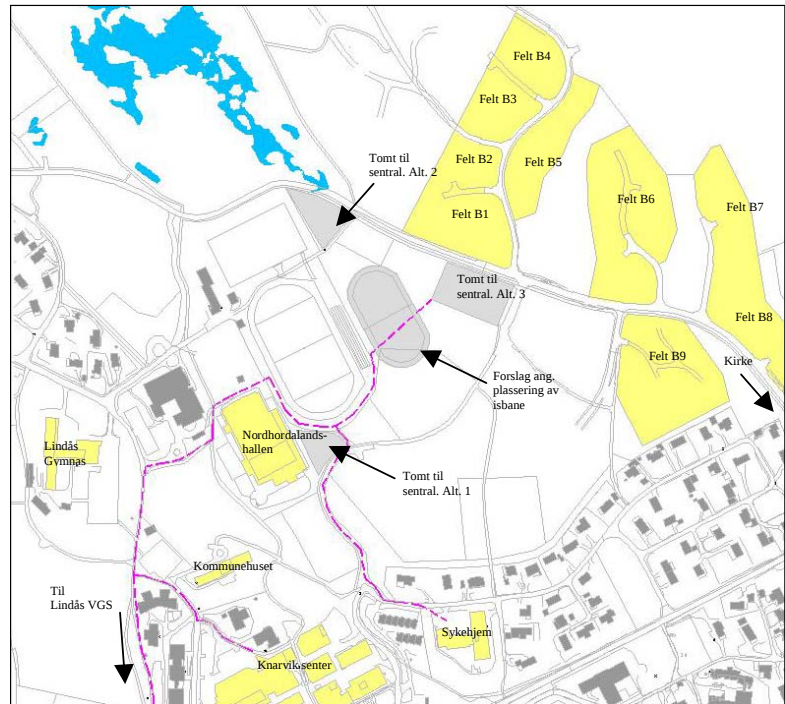 Felt B4
Felt B3
Felt B2
Felt B5
Felt B1
Felt B6
Felt B7
Felt B8
Felt B9
Tomt til
sentral. Alt. 2
Tomt til
sentral. Alt. 3
Kirke
Forslag ang.
plassering av
isbane
Nordhordalands-
hallen
Lindås
Gymnas
Tomt til
sentral. Alt. 1
Kommunehuset
Til
Lindås VGS
Sykehjem
Knarvik senter